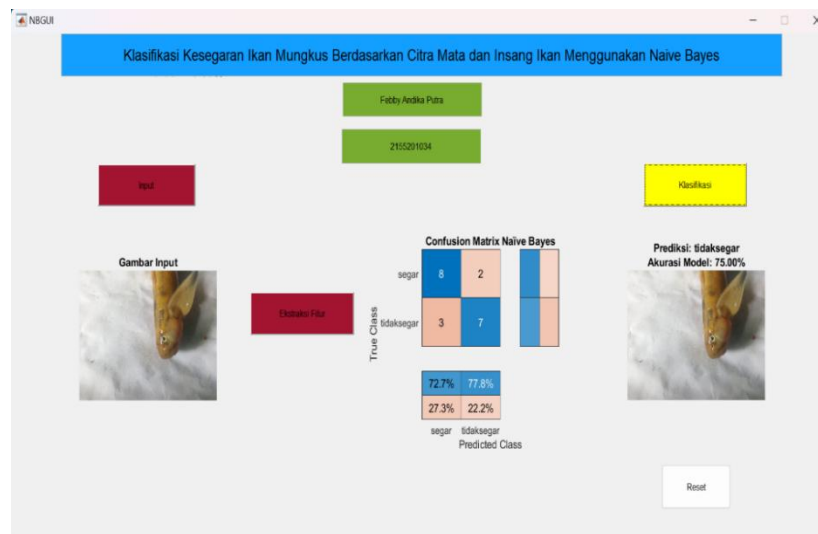 NBGUI
Klasifikasi Kesegaran Ikan Mungkus Berdasarkan Citra Mata dan Insang Ikan Menggunakan Naive Bayes
Febby Andika Putra
2155201034
Input
Klasifikasi
Gambar Input
Ekstraksi Fitur
Confusion Matrix Naïve Bayes
True Class
segar
8
2
tidaksegar
3
7
72.7%
77.8%
27.3%
22.2%
segar
tidaksegar
Predicted Class
Prediksi: tidaksegar
Akurasi Model: 75.00%
Reset